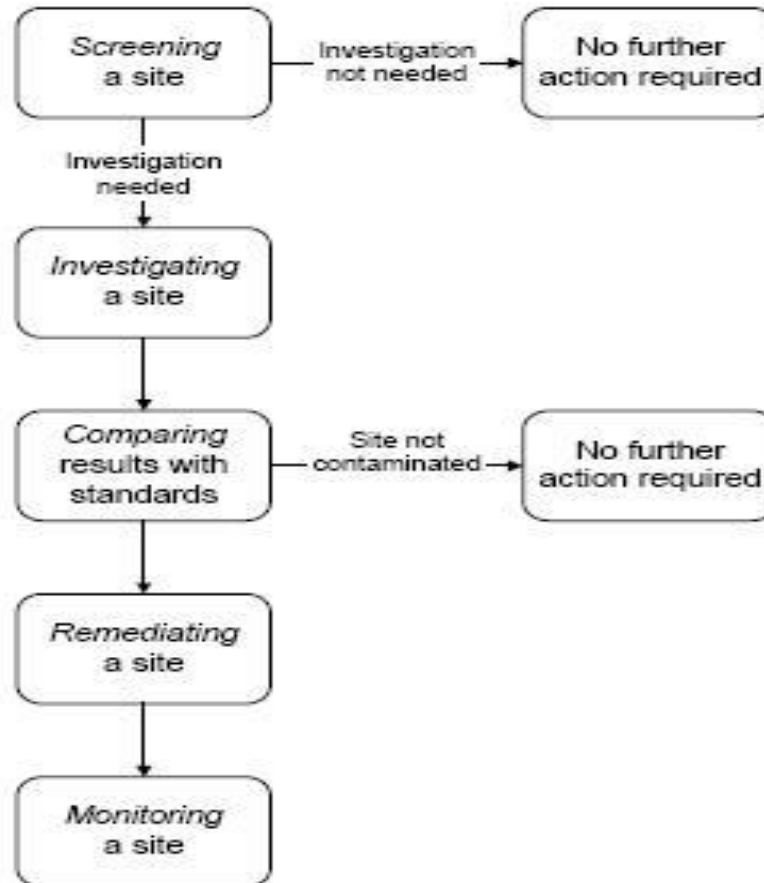 Screening
a site
Investigation
not needed
No further
action required
Investigation
needed
Investigating
a site
Comparing
results with
standards
Site not
contaminated
No further
action required
Remediating
a site
Monitoring
a site